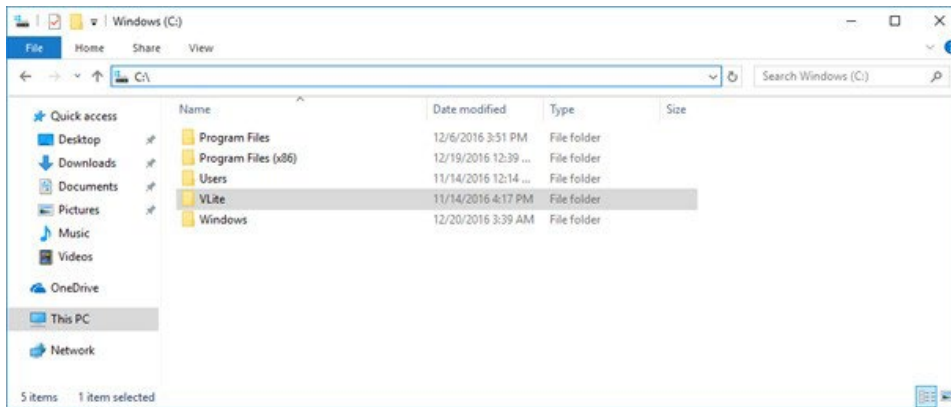 Windows (C:)
File Home Share View
C:\ Search Windows (C:)
Name Date modified Type Size
Quick access
Desktop
Downloads
Documents
Pictures
Music
Videos
OneDrive
This PC
Network
Program Files 12/6/2016 3:51 PM File folder
Program Files (x86) 12/19/2016 12:39 ... File folder
Users 11/14/2016 12:14 ... File folder
VLite 11/14/2016 4:17 PM File folder
Windows 12/20/2016 3:39 AM File folder
5 items 1 item selected